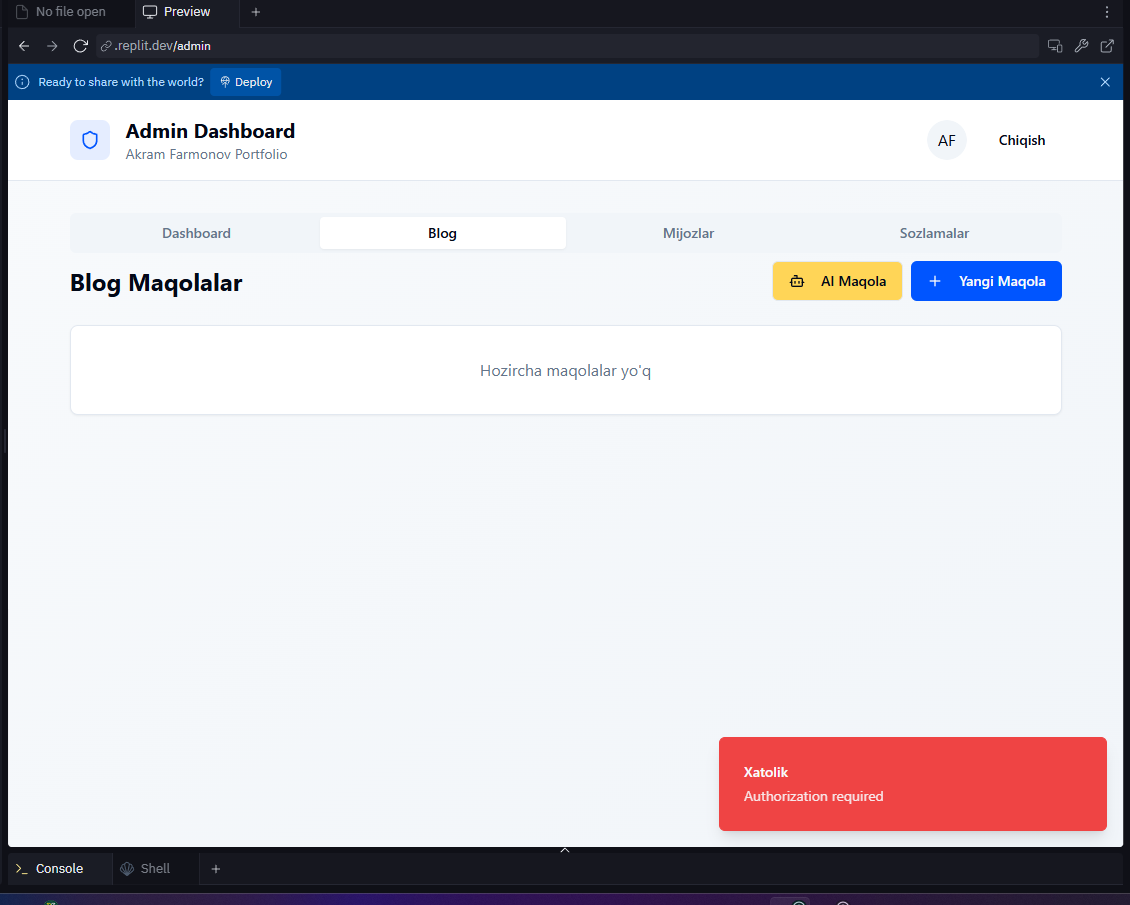 No file open
Preview
.replit.dev/admin
Ready to share with the world?
Deploy
Admin Dashboard
Akram Farmonov Portfolio
AF
Chiqish
Dashboard
Blog
Mijozlar
Sozlamalar
Blog Maqolalar
AI Maqola
Yangi Maqola
Hozircha maqolalar yo'q
Xatolik
Authorization required
Console
Shell